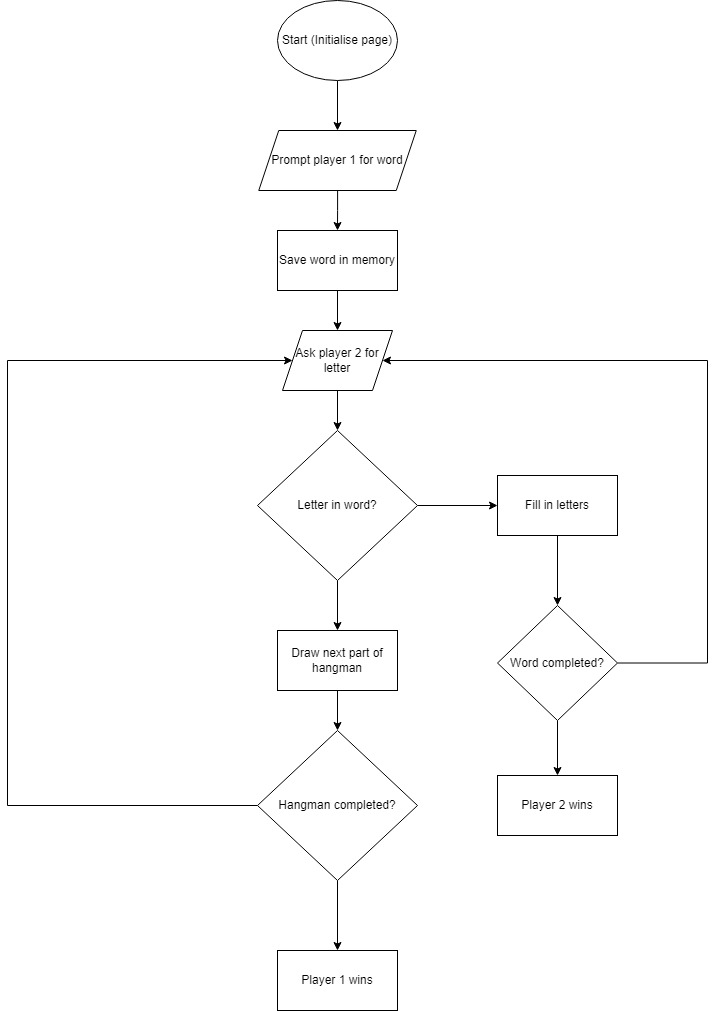 Start (Initialise page)
Prompt player 1 for word
Save word in memory
Ask player 2 for
letter
Letter in word?
Fill in letters
Draw next part of
hangman
Word completed?
Hangman completed?
Player 2 wins
Player 1 wins